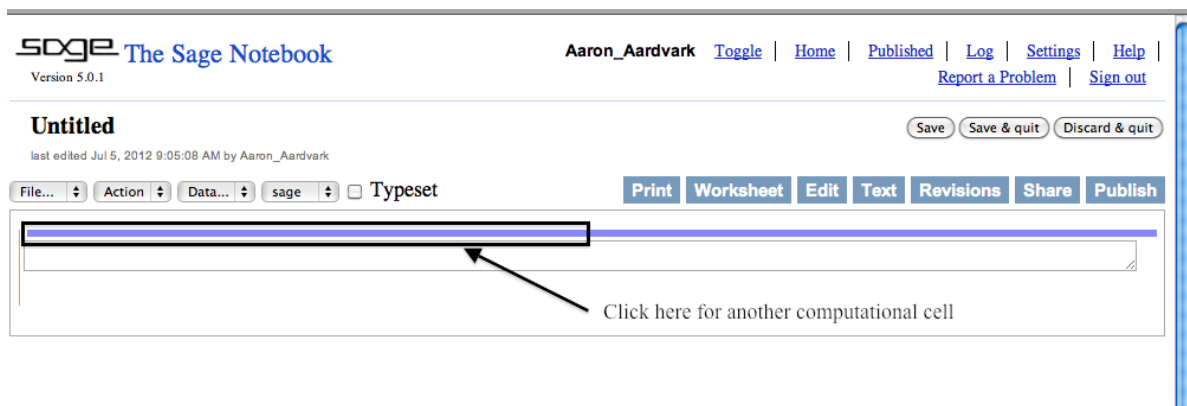 sage The Sage Notebook
Version 5.0.1
Aaron_Aardvark Toggle | Home | Published | Log | Settings | Help |
Report a Problem | Sign out
Untitled
last edited Jul 5, 2012 9:05:08 AM by Aaron_Aardvark
Save Save & quit Discard & quit
File... Action Data... sage Typeset
Print Worksheet Edit Text Revisions Share Publish
Click here for another computational cell